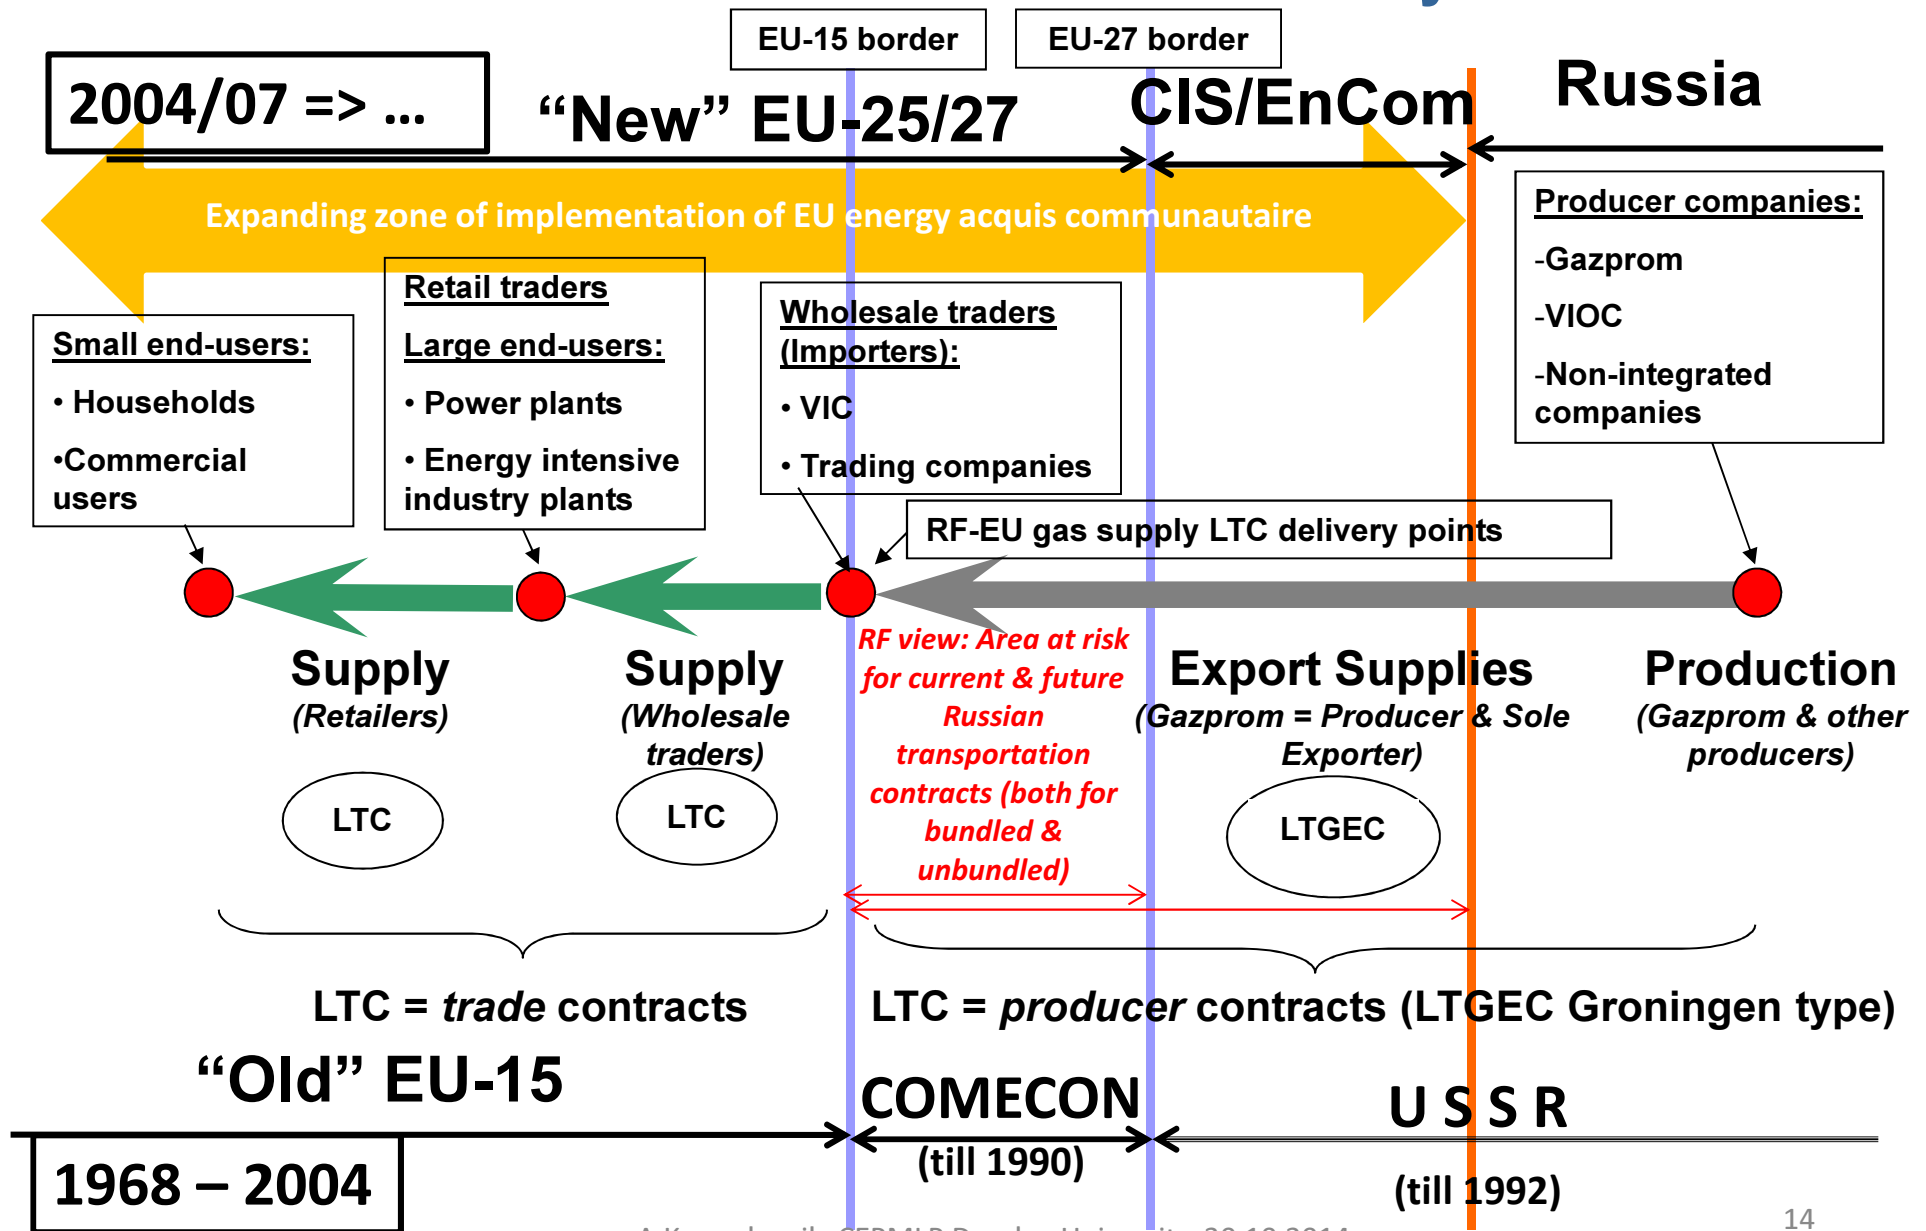 EU-15 border
EU-27 border
2004/07 => ...
“New” EU-25/27
CIS/EnCom
Russia
Expanding zone of implementation of EU energy acquis communautaire
Producer companies:
-Gazprom
-VIOC
-Non-integrated
companies
Small end-users:
• Households
•Commercial
users
Retail traders
Large end-users:
• Power plants
• Energy intensive
industry plants
Wholesale traders
(Importers):
• VIC
• Trading companies
RF-EU gas supply LTC delivery points
Supply
(Retailers)
LTC
Supply
(Wholesale
traders)
LTC
RF view: Area at risk
for current & future
Russian
transportation
contracts (both for
bundled &
unbundled)
Export Supplies
(Gazprom = Producer & Sole
Exporter)
LTGEC
Production
(Gazprom & other
producers)
LTC = trade contracts
LTC = producer contracts (LTGEC Groningen type)
“Old” EU-15
COMECON
(till 1990)
U S S R
(till 1992)
1968 – 2004
14